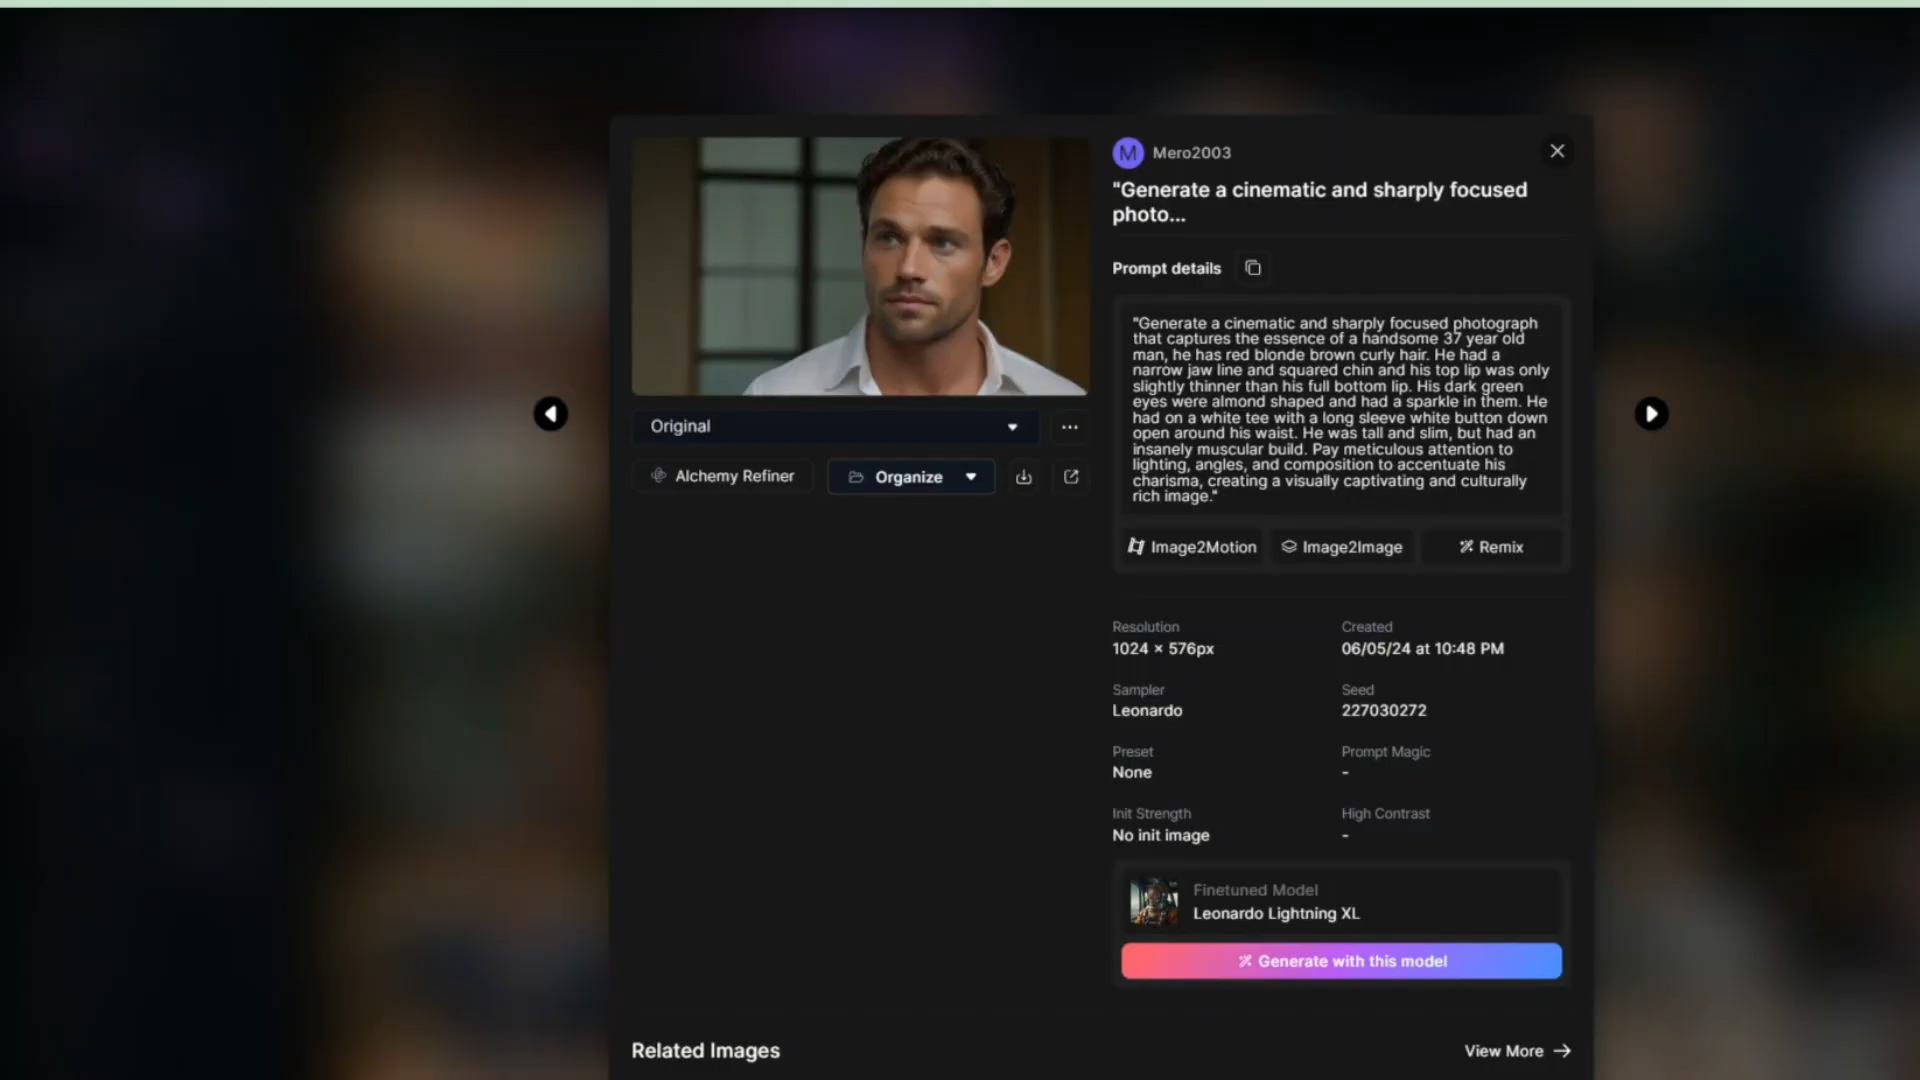 M Mero2003
"Generate a cinematic and sharply focused
photo...
Prompt details
"Generate a cinematic and sharply focused photograph
that captures the essence of a handsome 37 year old
man, he has red blonde brown curly hair. He had a
narrow jaw line and squared chin and his top lip was only
slightly thinner than his full bottom lip. His dark green
eyes were almond shaped and had a sparkle in them. He
had on a white tee with a long sleeve white button down
open around his waist. He was tall and slim, but had an
insanely muscular build. Pay meticulous attention to
lighting, angles, and composition to accentuate his
charisma, creating a visually captivating and culturally
rich image."
Original
Alchemy Refiner Organize
Image2Motion Image2Image Remix
Resolution Created
1024 × 576px 06/05/24 at 10:48 PM
Sampler Seed
Leonardo 227030272
Preset Prompt Magic
None -
Init Strength High Contrast
No init image -
Finetuned Model
Leonardo Lightning XL
Generate with this model
Related Images View More